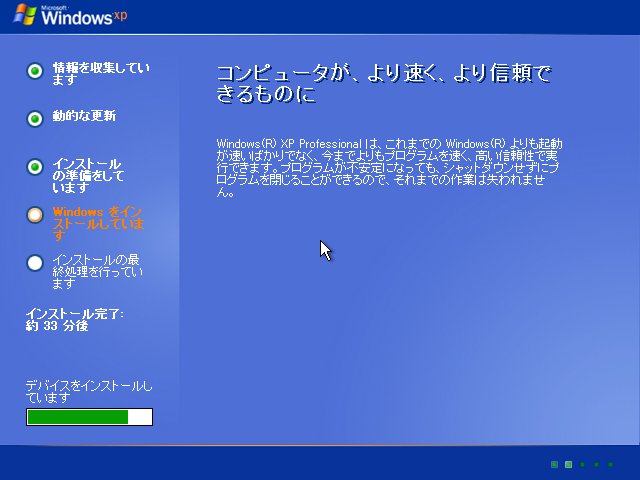 Microsoft
Windows xp
情報を収集してい
ます
動的な更新
インストール
の準備をして
います
Windows をイン
ストールしていま
す
インストールの最
終処理を行ってい
ます
インストール完了:
約 33 分後
デバイスをインストールし
ています
コンピュータが、より速く、より信頼で
きるものに
Windows(R) XP Professional は、これまでの Windows(R) よりも起動
が速いばかりでなく、今までよりもプログラムを速く、高い信頼性で実
行できます。プログラムが不安定になっても、シャットダウンせずにプ
ログラムを閉じることができるので、それまでの作業は失われませ
ん。